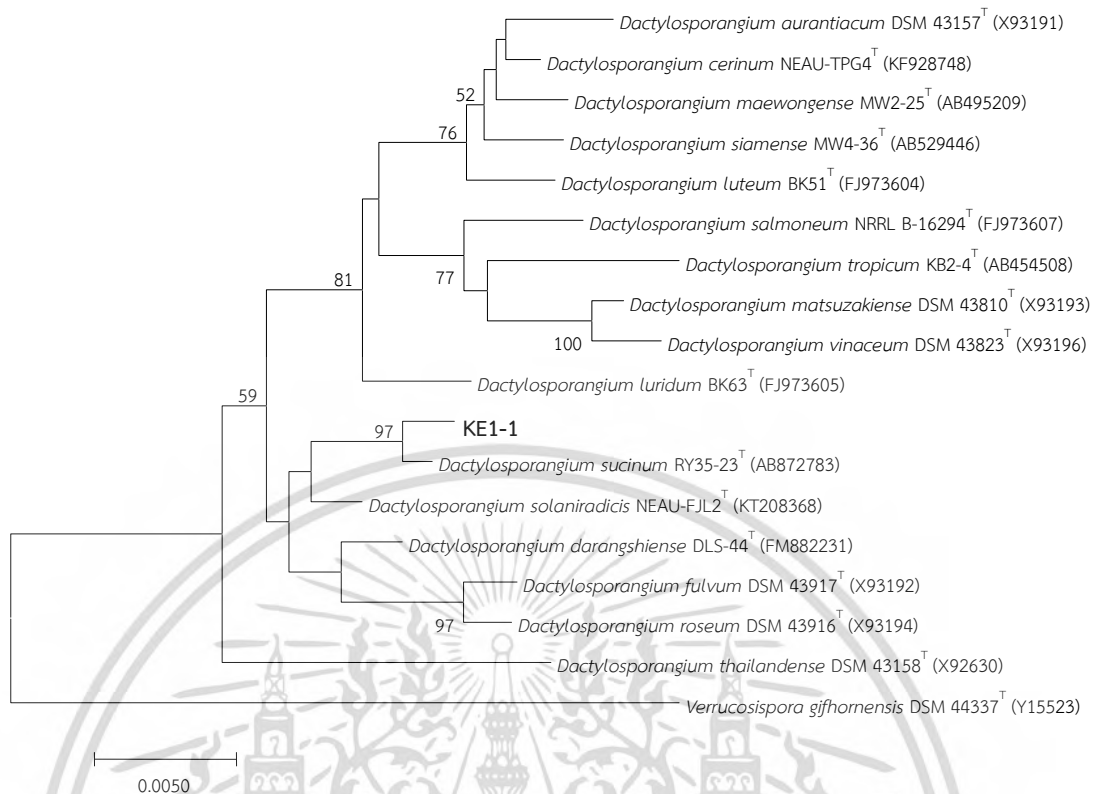 Dactylosporangium aurantiacum DSM 43157ᵀ (X93191)
Dactylosporangium cerinum NEAU-TPG4ᵀ (KF928748)
52
Dactylosporangium maewongense MW2-25ᵀ (AB495209)
76
Dactylosporangium siamense MW4-36ᵀ (AB529446)
Dactylosporangium luteum BK51ᵀ (FJ973604)
Dactylosporangium salmoneum NRRL B-16294ᵀ (FJ973607)
77
Dactylosporangium tropicum KB2-4ᵀ (AB454508)
81
Dactylosporangium matsuzakiense DSM 43810ᵀ (X93193)
100
Dactylosporangium vinaceum DSM 43823ᵀ (X93196)
Dactylosporangium luridum BK63ᵀ (FJ973605)
59
97
KE1-1
Dactylosporangium sucinum RY35-23ᵀ (AB872783)
Dactylosporangium solaniradicis NEAU-FJL2ᵀ (KT208368)
Dactylosporangium darangshiense DLS-44ᵀ (FM882231)
Dactylosporangium fulvum DSM 43917ᵀ (X93192)
97
Dactylosporangium roseum DSM 43916ᵀ (X93194)
Dactylosporangium thailandense DSM 43158ᵀ (X92630)
Verrucosispora gifhornensis DSM 44337ᵀ (Y15523)
0.0050